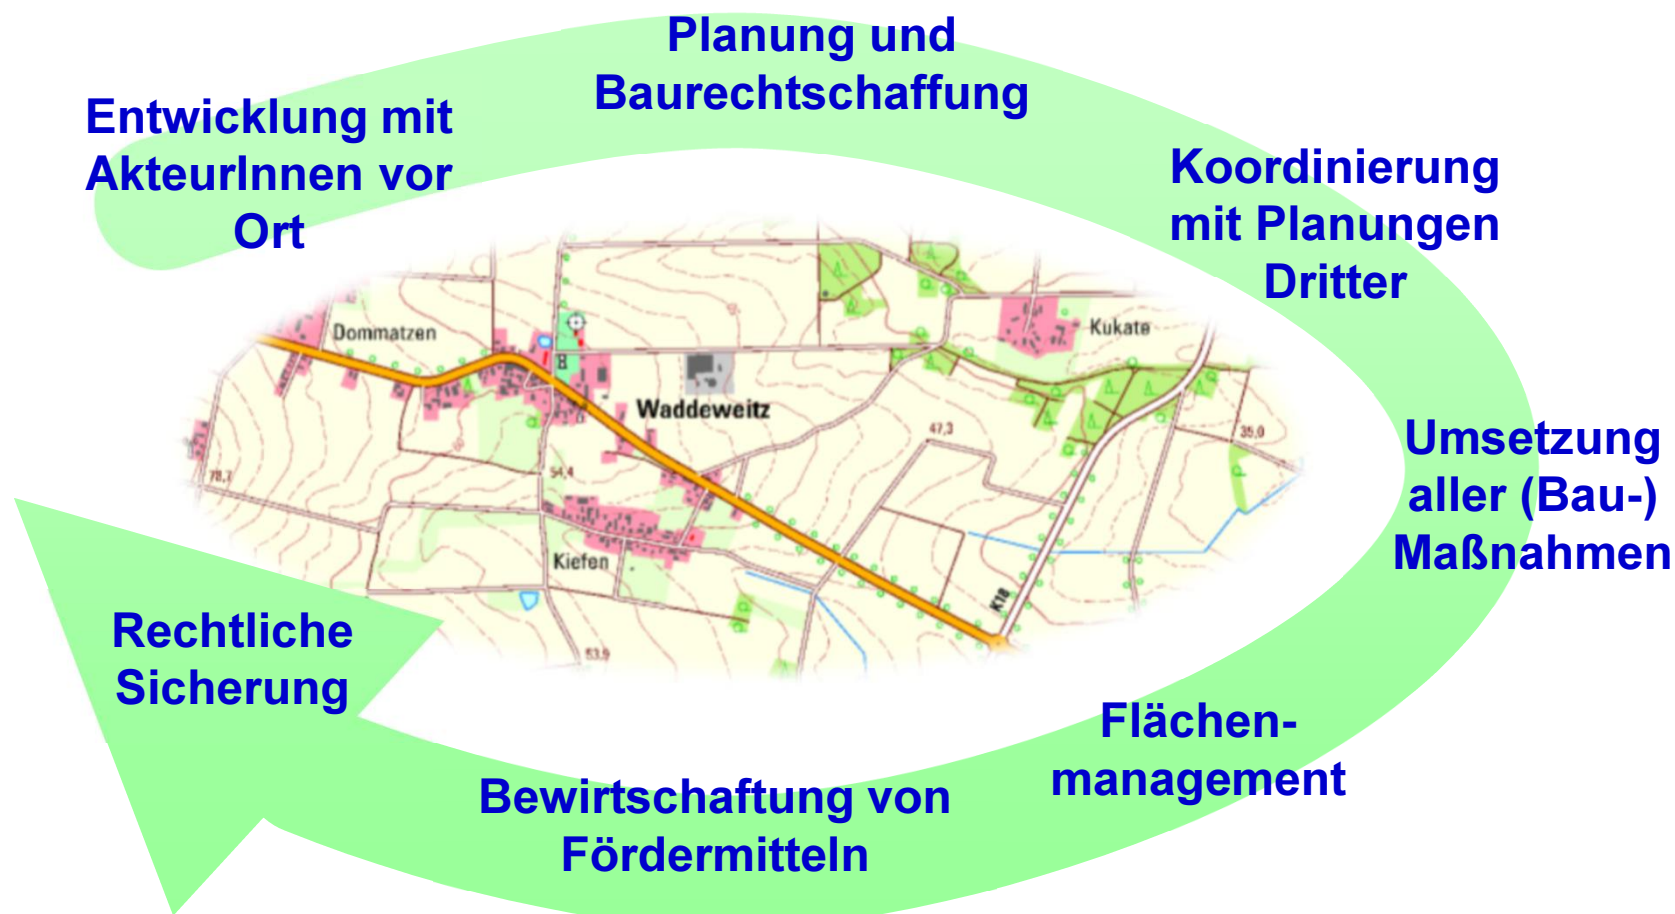 Planung und
Baurechtschaffung
Entwicklung mit
AkteurInnen vor
Ort
Koordinierung
mit Planungen
Dritter
Dommatzen
Kukate
Waddeweitz
47,3
35,0
Umsetzung
aller (Bau-)
Maßnahmen
78,7
54,4
Kiefen
K18
53,9
Rechtliche
Sicherung
Flächen-
management
Bewirtschaftung von
Fördermitteln